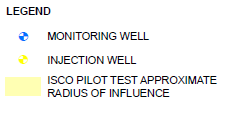 LEGEND
MONITORING WELL
INJECTION WELL
ISCO PILOT TEST APPROXIMATE
RADIUS OF INFLUENCE